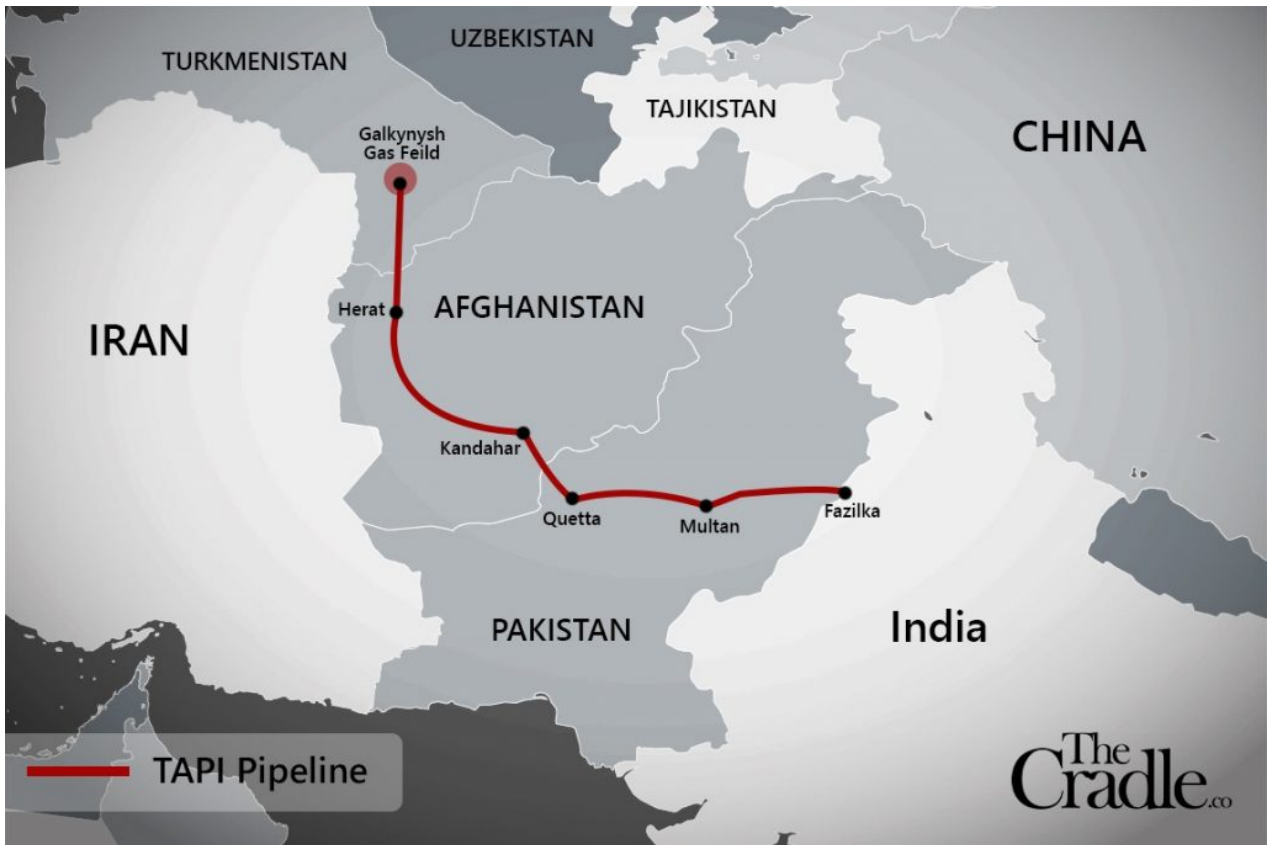 UZBEKISTAN
TURKMENISTAN
TAJIKISTAN
CHINA
Galkynysh
Gas Feild
Herat
AFGHANISTAN
IRAN
Kandahar
Quetta
Multan
Fazilka
PAKISTAN
India
TAPI Pipeline
The
Cradle.co